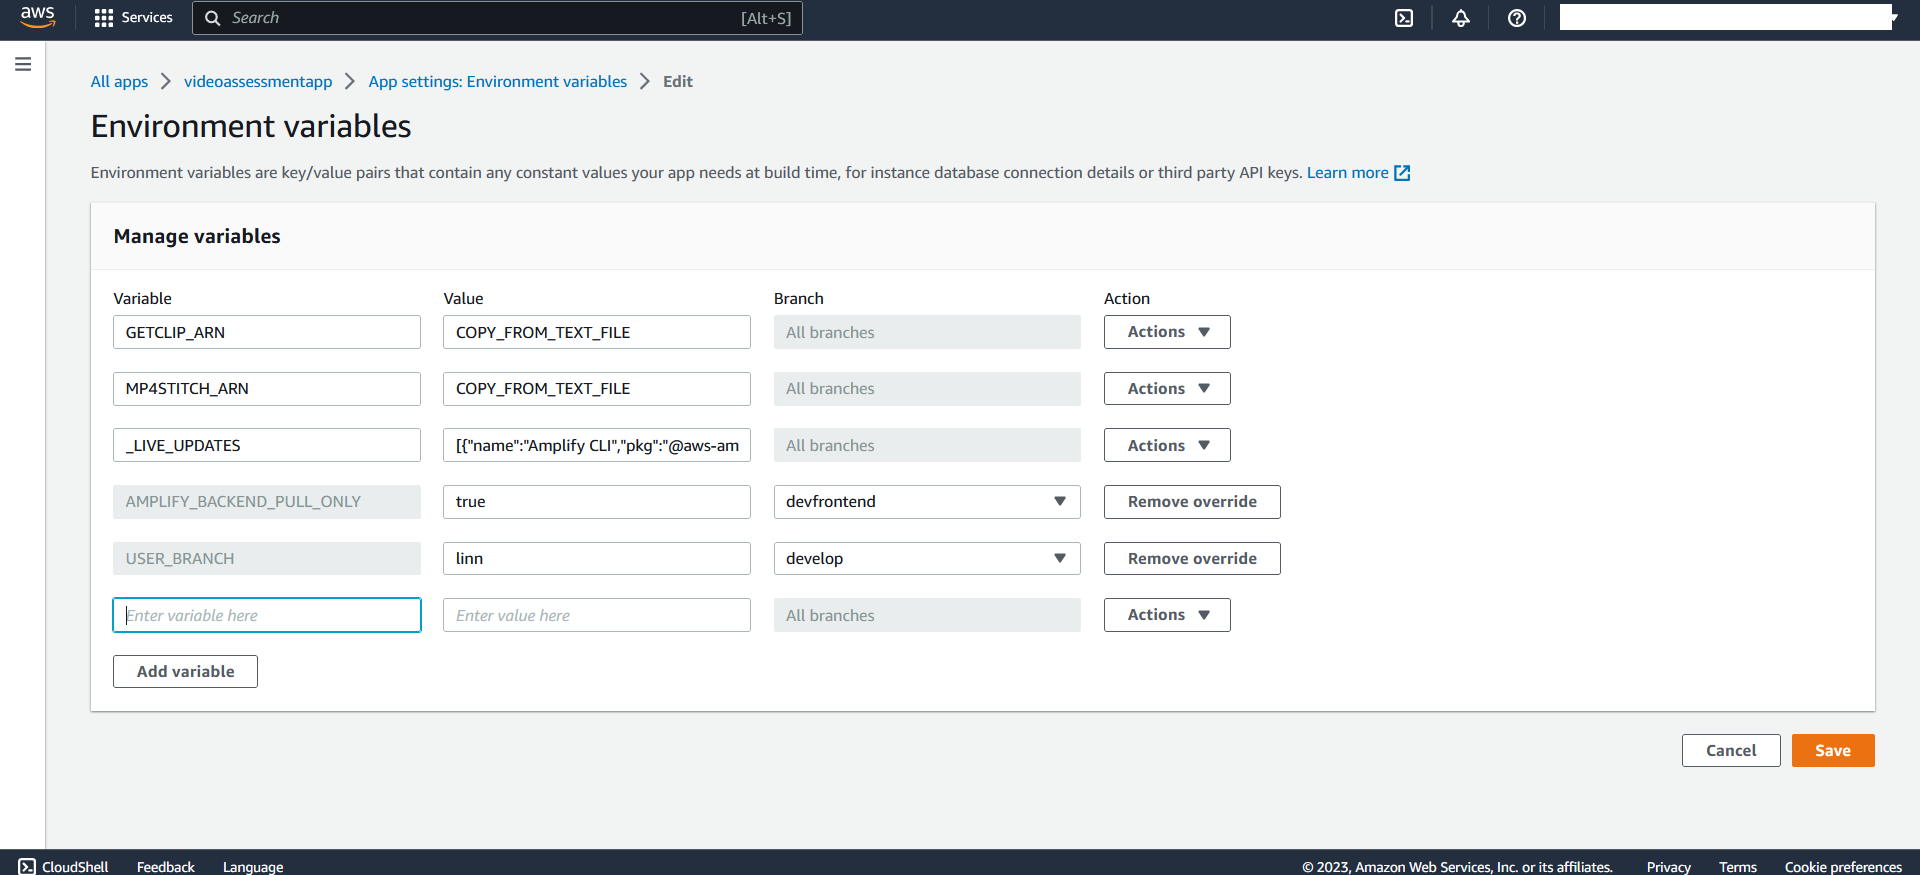 aws Services Search [Alt+S]
All apps videoassessmentapp App settings: Environment variables Edit
Environment variables
Environment variables are key/value pairs that contain any constant values your app needs at build time, for instance database connection details or third party API keys. Learn more
Manage variables
Variable Value Branch Action
GETCLIP_ARN COPY_FROM_TEXT_FILE All branches Actions
MP4STITCH_ARN COPY_FROM_TEXT_FILE All branches Actions
_LIVE_UPDATES [{"name":"Amplify CLI","pkg":"@aws-am All branches Actions
AMPLIFY_BACKEND_PULL_ONLY true devfrontend Remove override
USER_BRANCH linn develop Remove override
Enter variable here Enter value here All branches Actions
Add variable
Cancel Save
CloudShell Feedback Language © 2023, Amazon Web Services, Inc. or its affiliates. Privacy Terms Cookie preferences